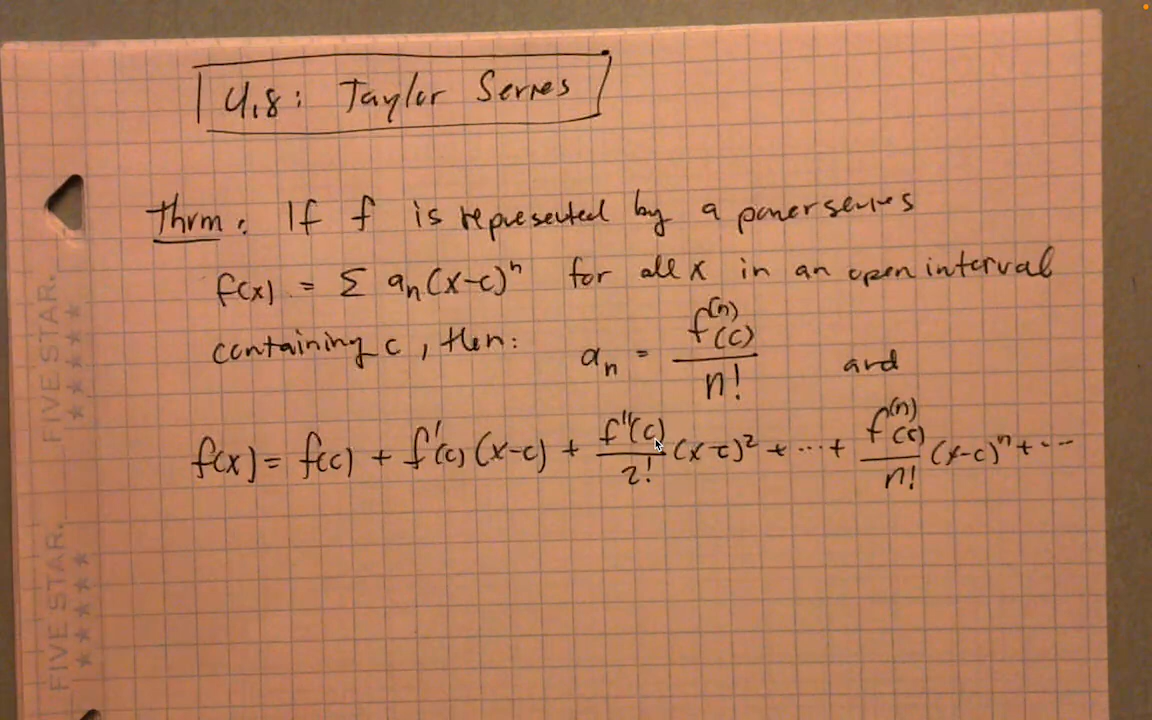 4.8: Taylor Series
Thrm: If f is represented by a power series
f(x) = Σ aₙ(x-c)ⁿ for all x in an open interval
containing c, then: aₙ = f⁽ⁿ⁾(c) / n! and
f(x) = f(c) + f'(c)(x-c) + f''(c)/2! (x-c)² + ... + f⁽ⁿ⁾(c)/n! (x-c)ⁿ + ...
FIVE STAR.
FIVE STAR.